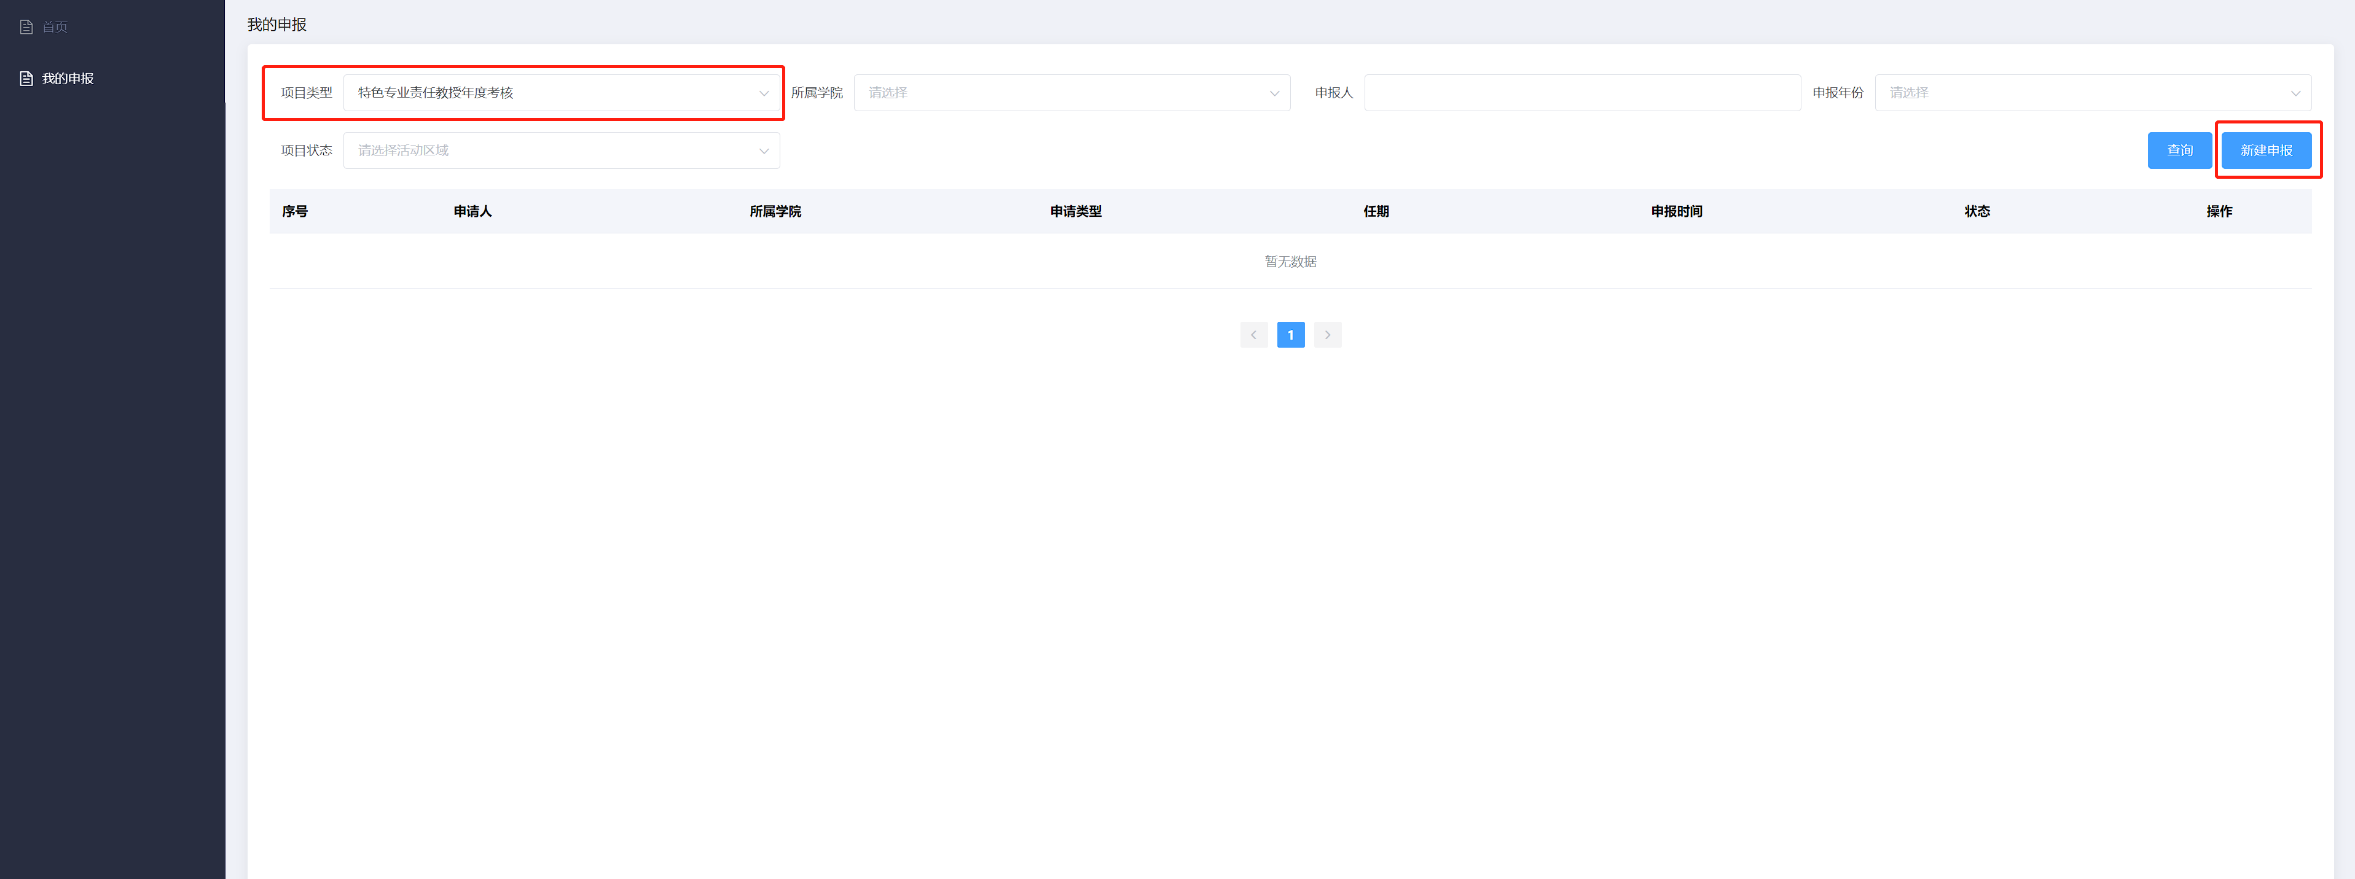 首页
我的申报
我的申报
项目类型 特色专业责任教授年度考核 所属学院 请选择 申报人 申报年份 请选择
项目状态 请选择活动区域 查询 新建申报
序号 申请人 所属学院 申请类型 任期 申报时间 状态 操作
暂无数据
1